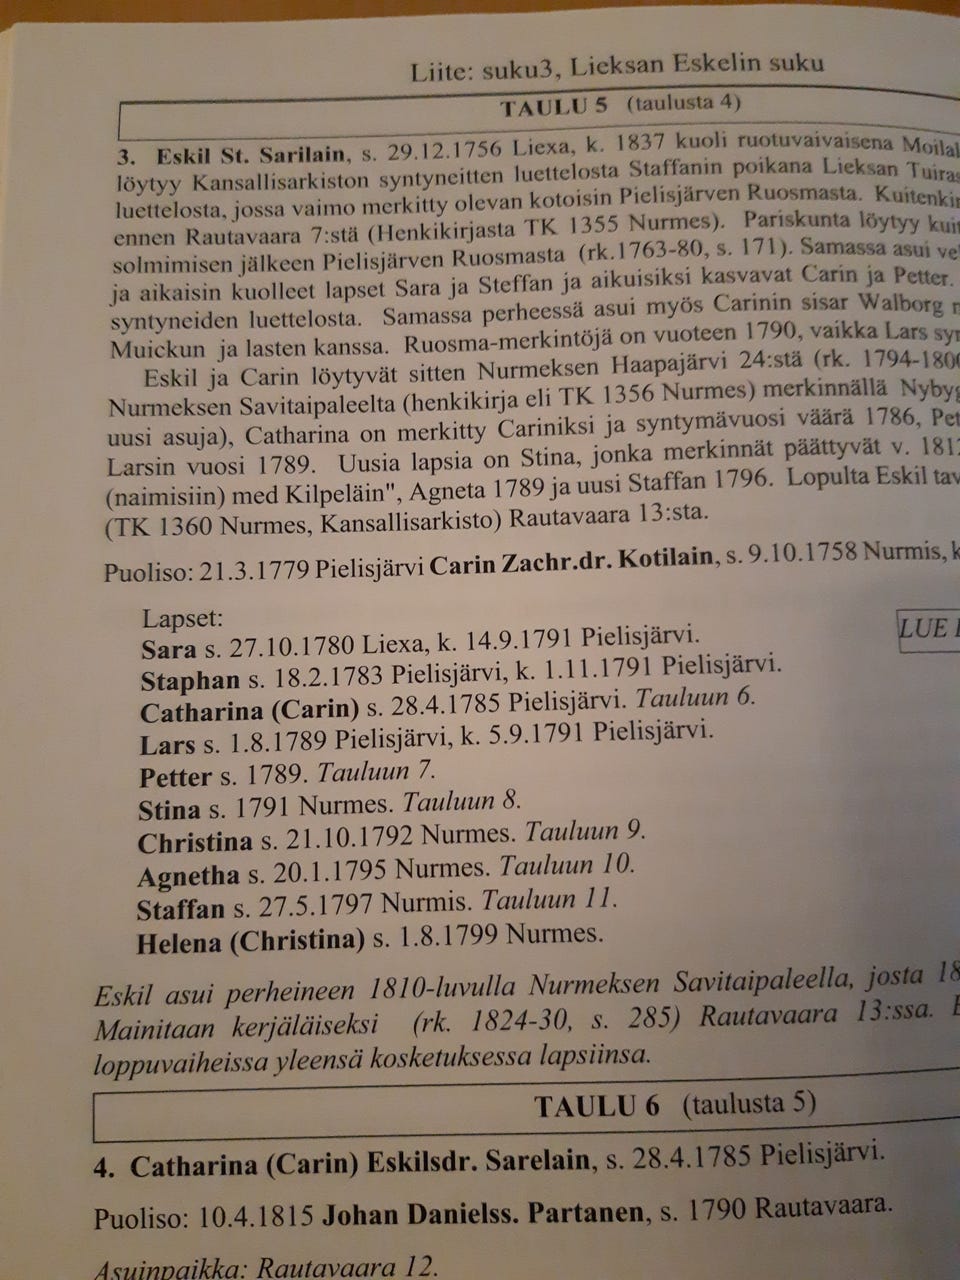 Liite: suku3, Lieksan Eskelin suku
TAULU 5 (taulusta 4)
3. Eskil St. Sarilain, s. 29.12.1756 Liexa, k. 1837 kuoli ruotuvaivaisena Moilal
löytyy Kansallisarkiston syntyneitten luettelosta Staffanin poikana Lieksan Tuiras
luettelosta, jossa vaimo merkitty olevan kotoisin Pielisjärven Ruosmasta. Kuitenkin
ennen Rautavaara 7:stä (Henkikirjasta TK 1355 Nurmes). Pariskunta löytyy kuit
solmimisen jälkeen Pielisjärven Ruosmasta (rk.1763-80, s. 171). Samassa asui vel
ja aikaisin kuolleet lapset Sara ja Steffan ja aikuisiksi kasvavat Carin ja Petter.
syntyneiden luettelosta. Samassa perheessä asui myös Carinin sisar Walborg
Muickun ja lasten kanssa. Ruosma-merkintöjä on vuoteen 1790, vaikka Lars syn
Eskil ja Carin löytyvät sitten Nurmeksen Haapajärvi 24:stä (rk. 1794-1800
Nurmeksen Savitaipaleelta (henkikirja eli TK 1356 Nurmes) merkinnällä Nybyg
uusi asuja), Catharina on merkitty Cariniksi ja syntymävuosi väärä 1786, Pet
Larsin vuosi 1789. Uusia lapsia on Stina, jonka merkinnät päättyvät v. 1812
(naimisiin) med Kilpeläin", Agneta 1789 ja uusi Staffan 1796. Lopulta Eskil tav
(TK 1360 Nurmes, Kansallisarkisto) Rautavaara 13:sta.
Puoliso: 21.3.1779 Pielisjärvi Carin Zachr.dr. Kotilain, s. 9.10.1758 Nurmis, k
Lapset:
LUE
Sara s. 27.10.1780 Liexa, k. 14.9.1791 Pielisjärvi.
Staphan s. 18.2.1783 Pielisjärvi, k. 1.11.1791 Pielisjärvi.
Catharina (Carin) s. 28.4.1785 Pielisjärvi. Tauluun 6.
Lars s. 1.8.1789 Pielisjärvi, k. 5.9.1791 Pielisjärvi.
Petter s. 1789. Tauluun 7.
Stina s. 1791 Nurmes. Tauluun 8.
Christina s. 21.10.1792 Nurmes. Tauluun 9.
Agnetha s. 20.1.1795 Nurmes. Tauluun 10.
Staffan s. 27.5.1797 Nurmis. Tauluun 11.
Helena (Christina) s. 1.8.1799 Nurmes.
Eskil asui perheineen 1810-luvulla Nurmeksen Savitaipaleella, josta 18
Mainitaan kerjäläiseksi (rk. 1824-30, s. 285) Rautavaara 13:ssa.
loppuvaiheissa yleensä kosketuksessa lapsiinsa.
TAULU 6 (taulusta 5)
4. Catharina (Carin) Eskilsdr. Sarelain, s. 28.4.1785 Pielisjärvi.
Puoliso: 10.4.1815 Johan Danielss. Partanen, s. 1790 Rautavaara.
Asuinpaikka: Rautavaara 12.